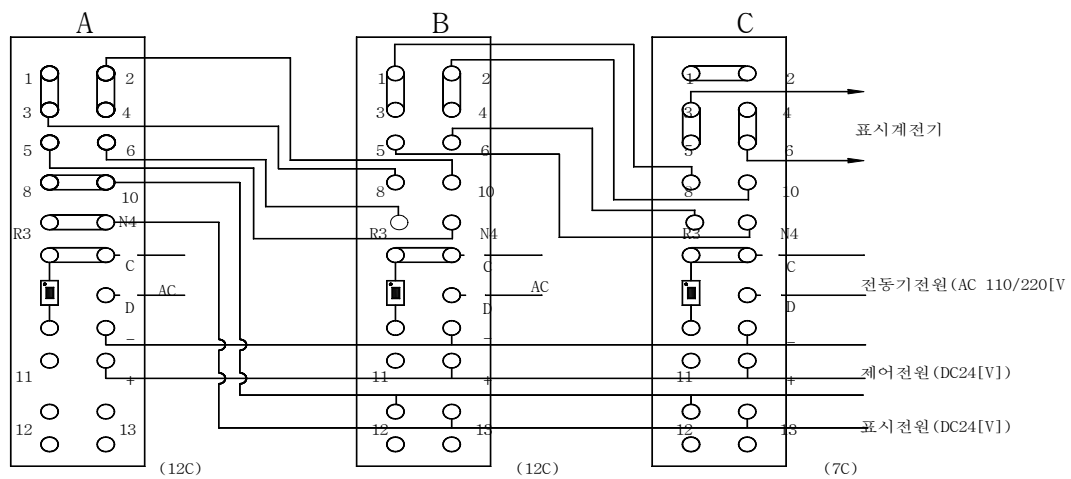 A B C
1 2 1 2 1 2
3 4 3 4 3 4
표시계전기
5 6 5 6 5 6
8 10 8 10 8 10
R3 N4 R3 N4 R3 N4
C C C
AC AC 전동기전원(AC 110/220[V
D D D
- - -
11 + 11 + 11 + 제어전원(DC24[V])
12 13 12 13 12 13 표시전원(DC24[V])
(12C) (12C) (7C)